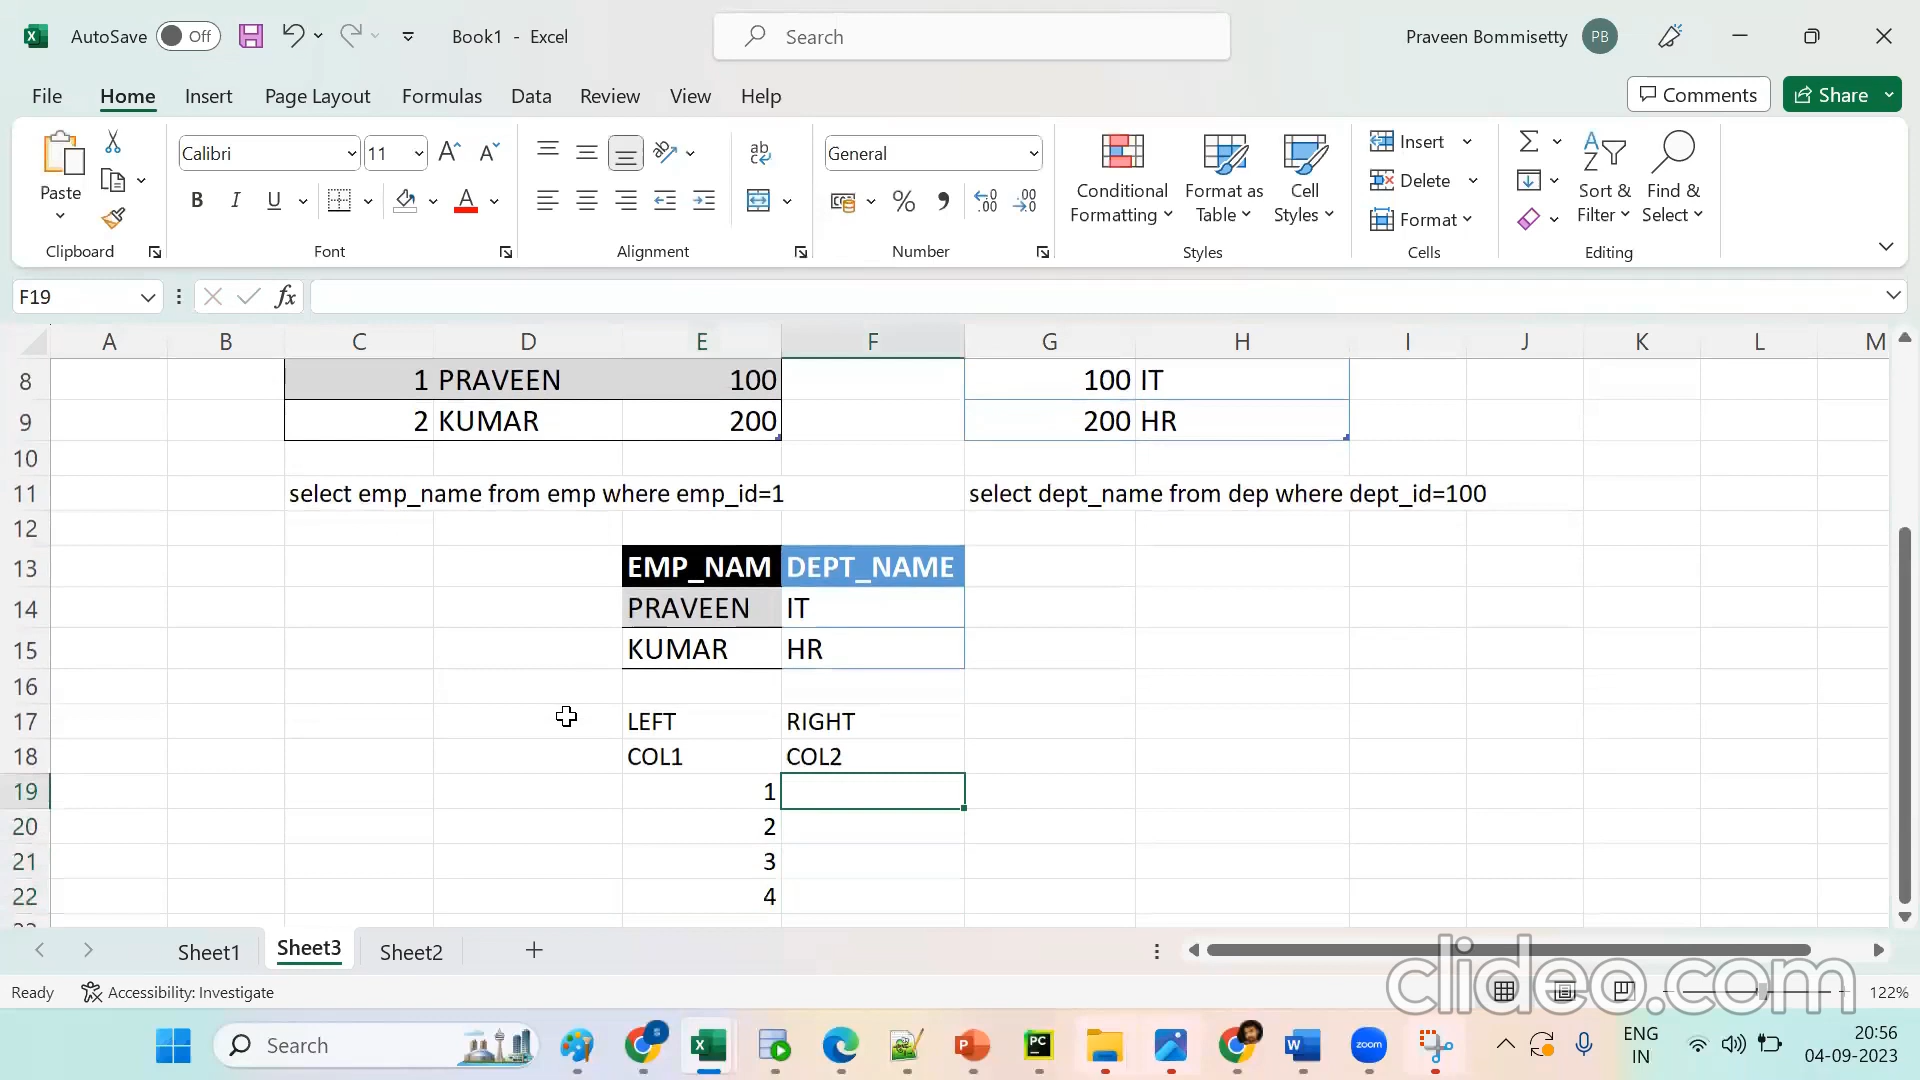 AutoSave Off Book1 - Excel Search Praveen Bommisetty PB
File Home Insert Page Layout Formulas Data Review View Help Comments Share
Paste Calibri 11 ab General Conditional Formatting Format as Table Cell Styles Insert Delete Format Sort & Filter Find & Select
B I U A
Clipboard Font Alignment Number Styles Cells Editing
F19 fx
A B C D E F G H I J K L M
8 1 PRAVEEN 100 100 IT
9 2 KUMAR 200 200 HR
10
11 select emp_name from emp where emp_id=1 select dept_name from dep where dept_id=100
12
13 EMP_NAM DEPT_NAME
14 PRAVEEN IT
15 KUMAR HR
16
17 LEFT RIGHT
18 COL1 COL2
19 1
20 2
21 3
22 4
Sheet1 Sheet3 Sheet2
Ready Accessibility: Investigate 122%
clideo.com
Search ENG IN 20:56 04-09-2023